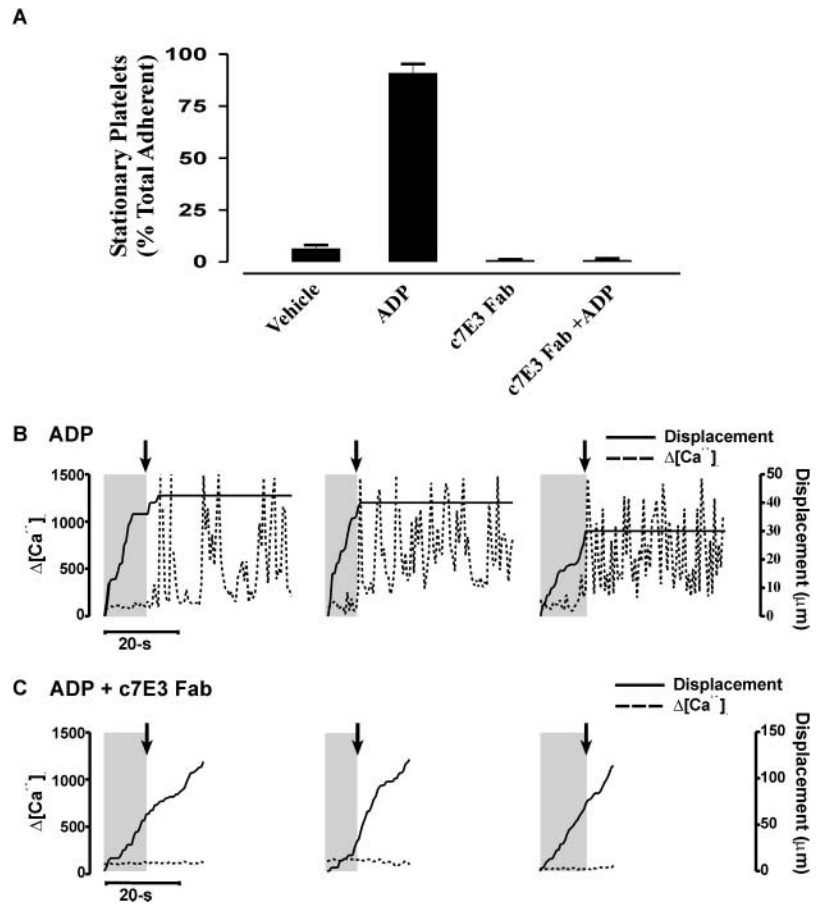 A
Stationary Platelets
(% Total Adherent)
100
75
50
25
0
Vehicle
ADP
c7E3 Fab
c7E3 Fab +ADP
B ADP
Displacement
Δ[Ca⁺⁺]
1500
1000
500
0
Δ[Ca⁺⁺]
50
40
30
20
10
0
Displacement (μm)
20-s
C ADP + c7E3 Fab
Displacement
Δ[Ca⁺⁺]
1500
1000
500
0
Δ[Ca⁺⁺]
150
100
50
0
Displacement (μm)
20-s